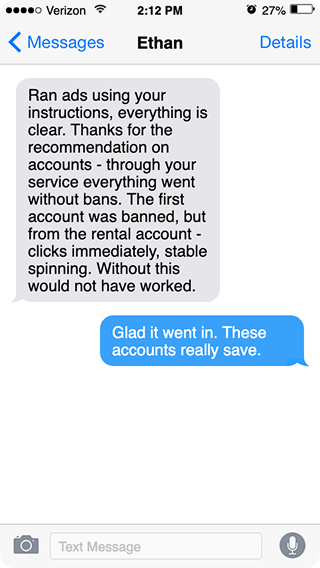 Verizon 2:12 PM 27%
Messages Ethan Details
Ran ads using your
instructions, everything is
clear. Thanks for the
recommendation on
accounts - through your
service everything went
without bans. The first
account was banned, but
from the rental account -
clicks immediately, stable
spinning. Without this
would not have worked.
Glad it went in. These
accounts really save.
Text Message